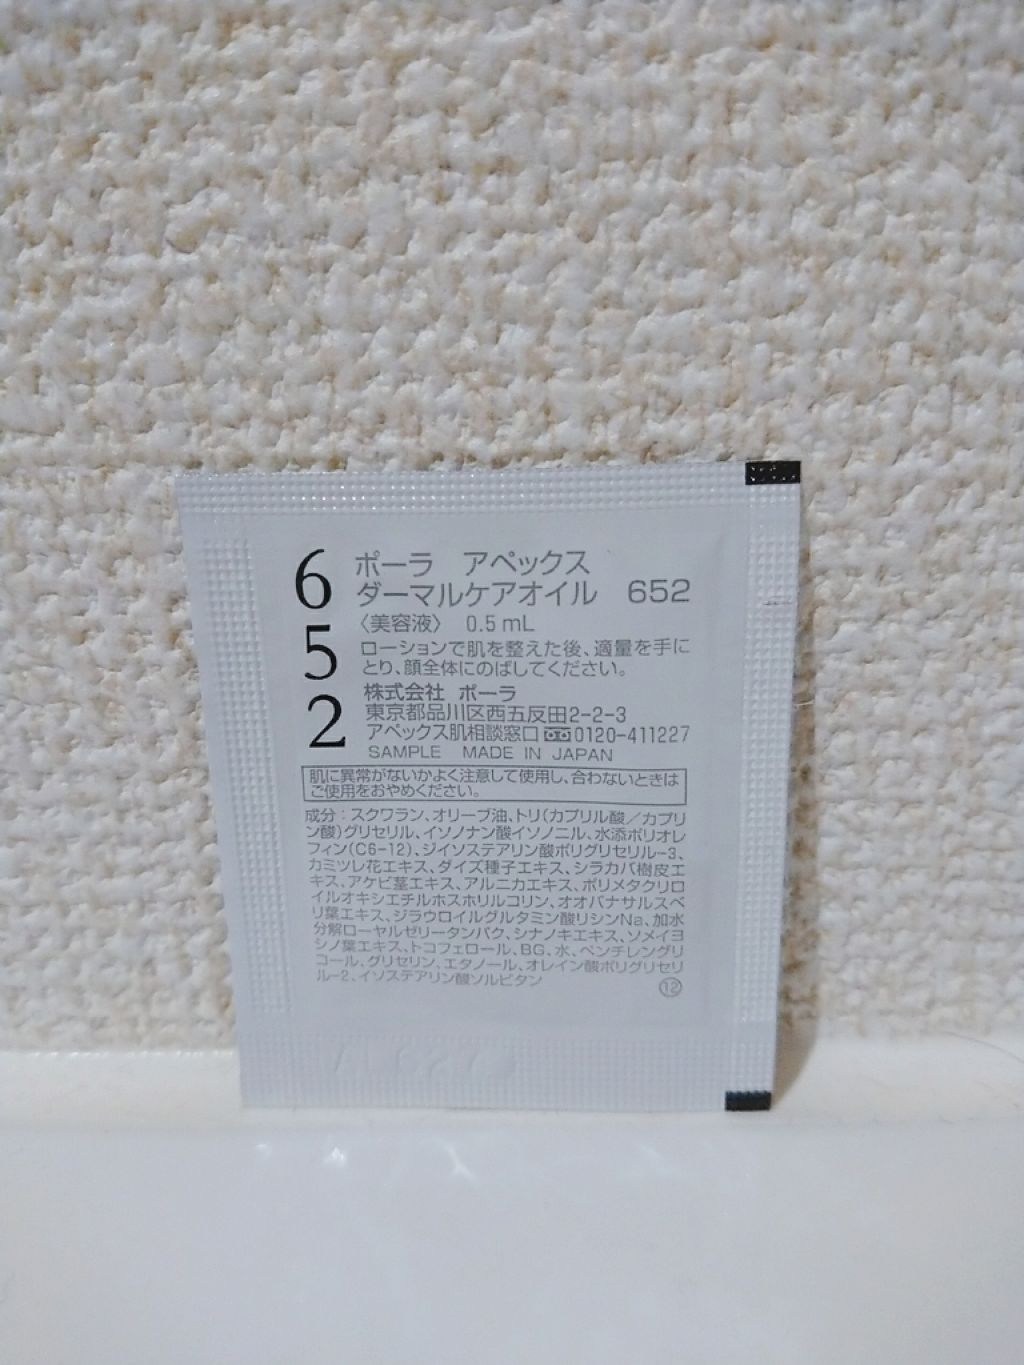 652
ポーラ アペックス
ダーマルケアオイル 652
〈美容液〉 0.5mL
ローションで肌を整えた後、適量を手に
とり、顔全体にのばしてください。
株式会社 ポーラ
東京都品川区西五反田2-2-3
アペックス肌相談窓口 0120-411227
SAMPLE MADE IN JAPAN
肌に異常がないかよく注意して使用し、合わないときは
ご使用をおやめください。
成分：スクワラン、オリーブ油、トリ(カプリル酸／カプリ
ン酸)グリセリル、イソノナン酸イソノニル、水添ポリオレ
フィン(C6-12)、ジイソステアリン酸ポリグリセリル-3、
カミツレ花エキス、ダイズ種子エキス、シラカバ樹皮エ
キス、アケビ茎エキス、アルニカエキス、ポリメタクリロ
イルオキシエチルホスホリルコリン、オオバナサルスベ
リ葉エキス、ジラウロイルグルタミン酸リシンNa、加水
分解ローヤルゼリータンパク、シナノキエキス、ソメイヨ
シノ葉エキス、トコフェロール、BG、水、ペンチレングリ
コール、グリセリン、エタノール、オレイン酸ポリグリセリ
ル-2、イソステアリン酸ソルビタン
⑫